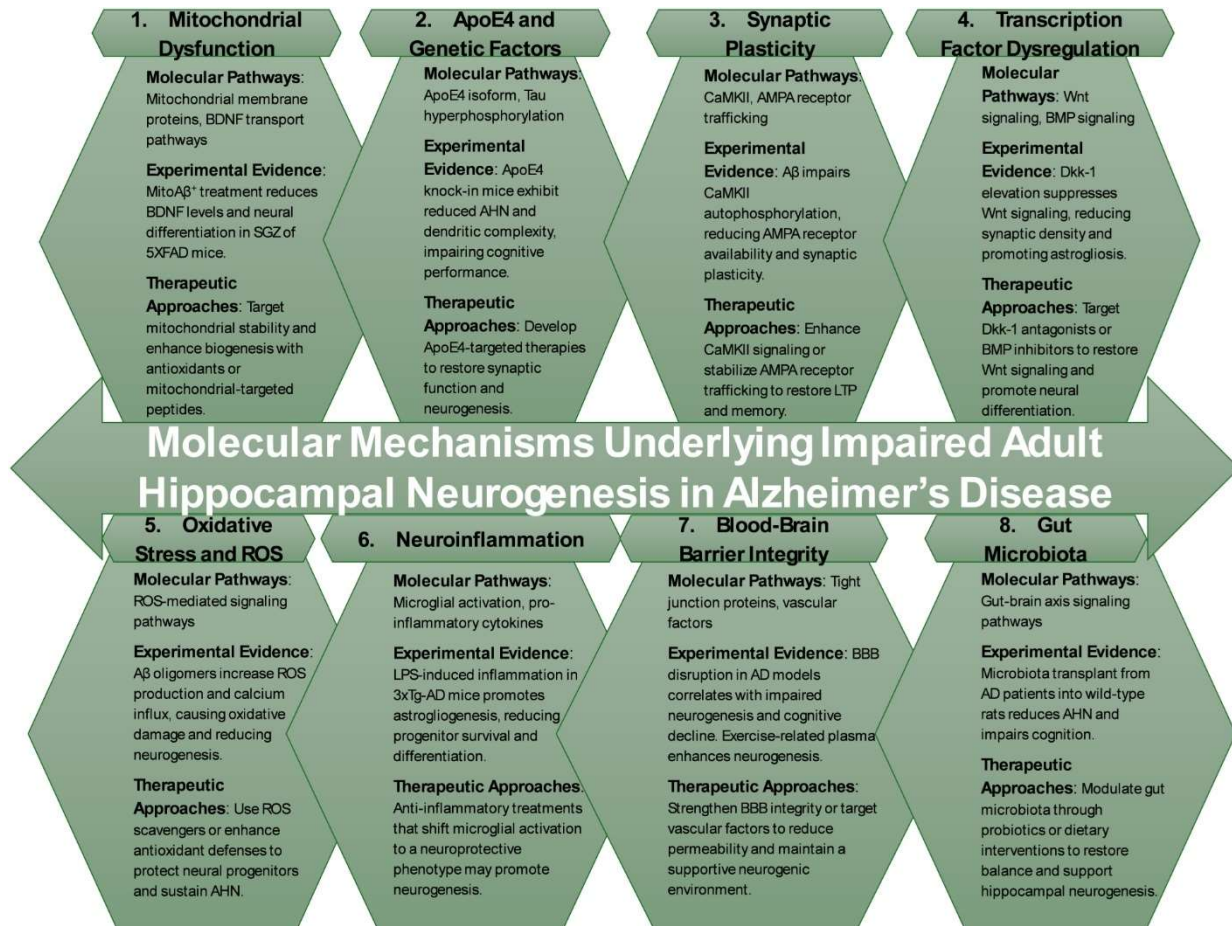 1. Mitochondrial
Dysfunction
Molecular Pathways:
Mitochondrial membrane
proteins, BDNF transport
pathways
Experimental Evidence:
MitoAβ⁺ treatment reduces
BDNF levels and neural
differentiation in SGZ of
5XFAD mice.
Therapeutic
Approaches: Target
mitochondrial stability and
enhance biogenesis with
antioxidants or
mitochondrial-targeted
peptides.
2. ApoE4 and
Genetic Factors
Molecular Pathways:
ApoE4 isoform, Tau
hyperphosphorylation
Experimental
Evidence: ApoE4
knock-in mice exhibit
reduced AHN and
dendritic complexity,
impairing cognitive
performance.
Therapeutic
Approaches: Develop
ApoE4-targeted therapies
to restore synaptic
function and
neurogenesis.
3. Synaptic
Plasticity
Molecular Pathways:
CaMKII, AMPA receptor
trafficking
Experimental
Evidence: Aβ impairs
CaMKII
autophosphorylation,
reducing AMPA receptor
availability and synaptic
plasticity.
Therapeutic
Approaches: Enhance
CaMKII signaling or
stabilize AMPA receptor
trafficking to restore LTP
and memory.
4. Transcription
Factor Dysregulation
Molecular
Pathways: Wnt
signaling, BMP signaling
Experimental
Evidence: Dkk-1
elevation suppresses
Wnt signaling, reducing
synaptic density and
promoting astrogliosis.
Therapeutic
Approaches: Target
Dkk-1 antagonists or
BMP inhibitors to restore
Wnt signaling and
promote neural
differentiation.
Molecular Mechanisms Underlying Impaired Adult
Hippocampal Neurogenesis in Alzheimer's Disease
5. Oxidative
Stress and ROS
Molecular Pathways:
ROS-mediated signaling
pathways
Experimental Evidence:
Aβ oligomers increase ROS
production and calcium
influx, causing oxidative
damage and reducing
neurogenesis.
Therapeutic
Approaches: Use ROS
scavengers or enhance
antioxidant defenses to
protect neural progenitors
and sustain AHN.
6. Neuroinflammation
Molecular Pathways:
Microglial activation, pro-
inflammatory cytokines
Experimental Evidence:
LPS-induced inflammation in
3xTg-AD mice promotes
astrogliogenesis, reducing
progenitor survival and
differentiation.
Therapeutic Approaches:
Anti-inflammatory treatments
that shift microglial activation
to a neuroprotective
phenotype may promote
neurogenesis.
7. Blood-Brain
Barrier Integrity
Molecular Pathways: Tight
junction proteins, vascular
factors
Experimental Evidence: BBB
disruption in AD models
correlates with impaired
neurogenesis and cognitive
decline. Exercise-related plasma
enhances neurogenesis.
Therapeutic Approaches:
Strengthen BBB integrity or target
vascular factors to reduce
permeability and maintain a
supportive neurogenic
environment.
8. Gut
Microbiota
Molecular Pathways:
Gut-brain axis signaling
pathways
Experimental Evidence:
Microbiota transplant from
AD patients into wild-type
rats reduces AHN and
impairs cognition.
Therapeutic
Approaches: Modulate gut
microbiota through
probiotics or dietary
interventions to restore
balance and support
hippocampal neurogenesis.